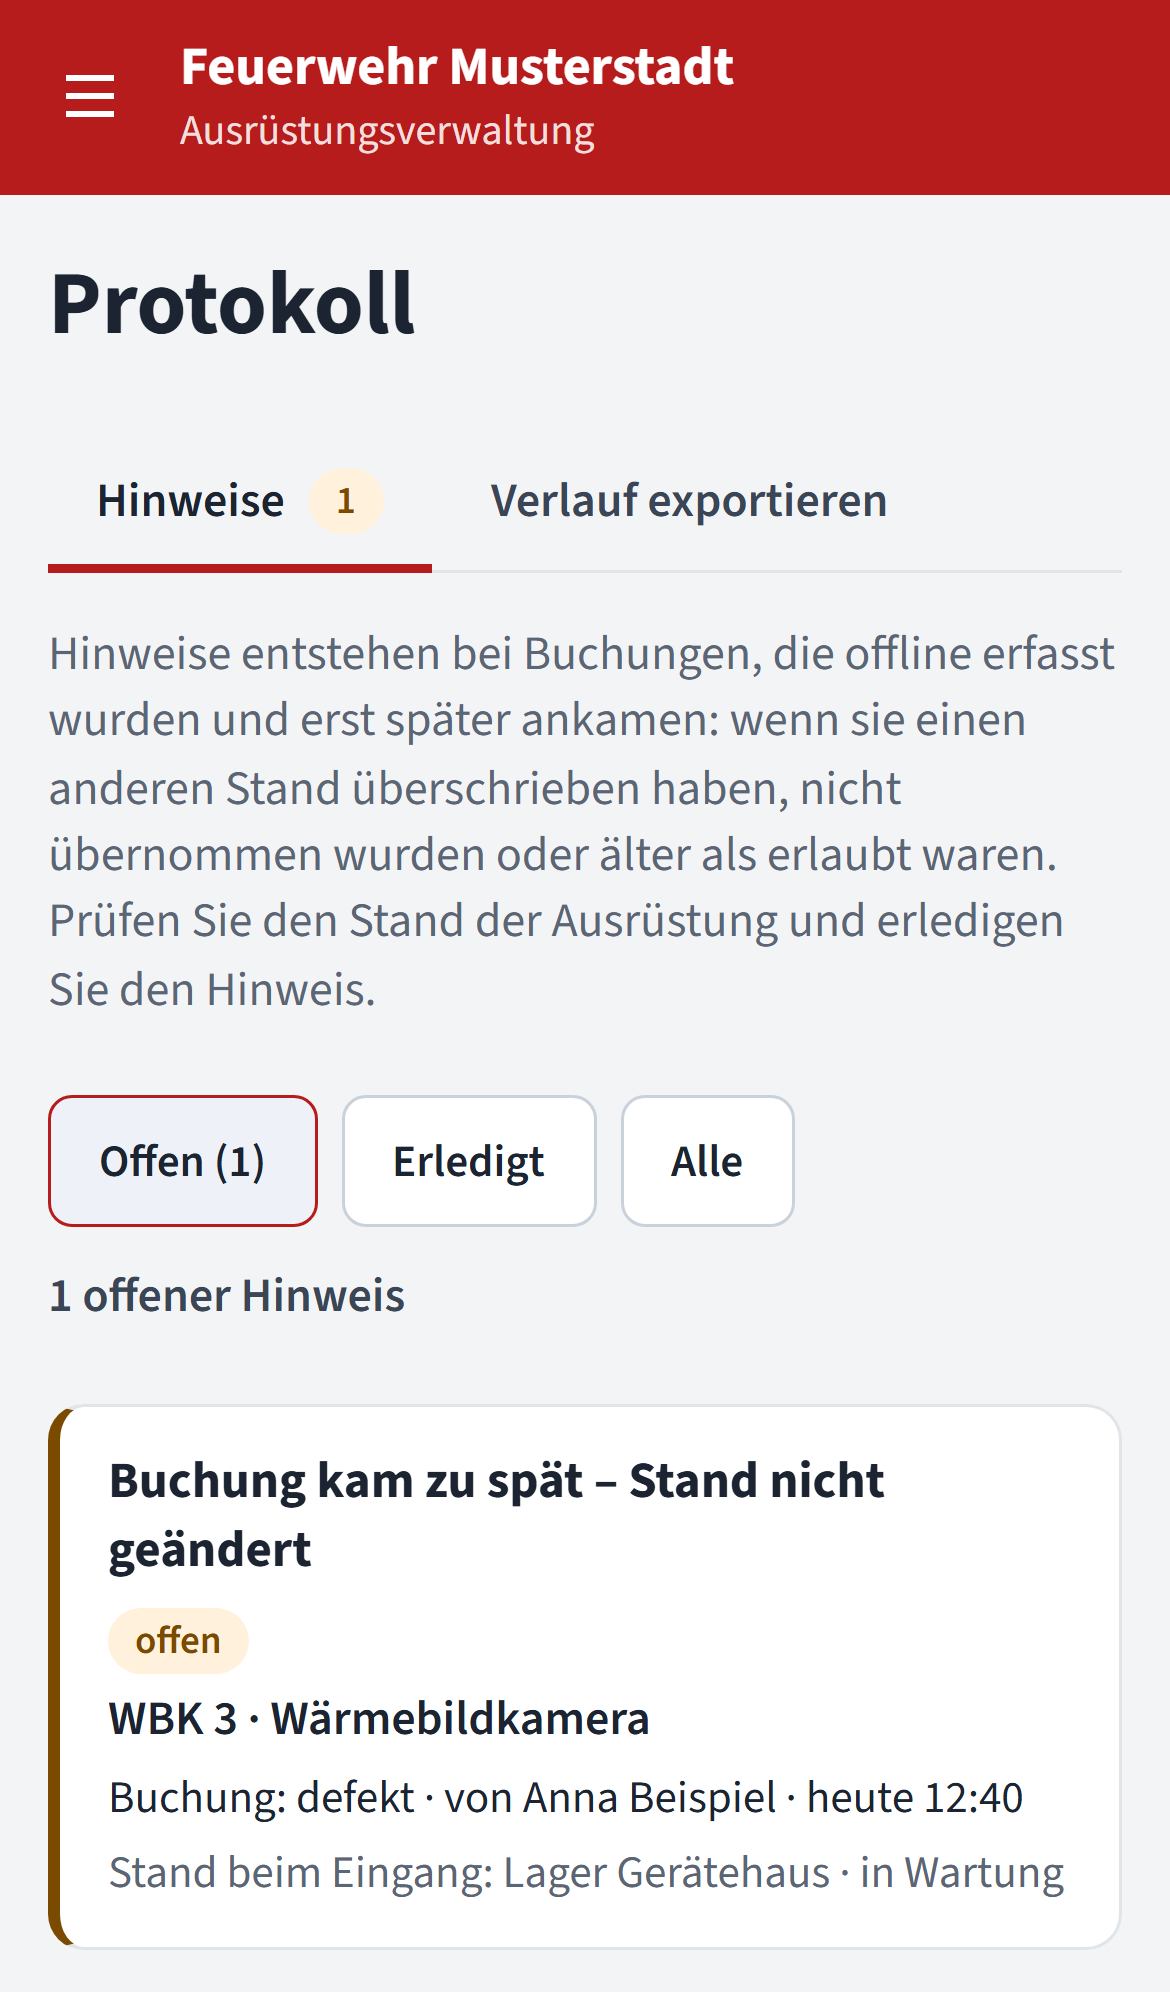 Feuerwehr Musterstadt
Ausrüstungsverwaltung
Protokoll
Hinweise 1 Verlauf exportieren
Hinweise entstehen bei Buchungen, die offline erfasst
wurden und erst später ankamen: wenn sie einen
anderen Stand überschrieben haben, nicht
übernommen wurden oder älter als erlaubt waren.
Prüfen Sie den Stand der Ausrüstung und erledigen
Sie den Hinweis.
Offen (1) Erledigt Alle
1 offener Hinweis
Buchung kam zu spät – Stand nicht
geändert
offen
WBK 3 · Wärmebildkamera
Buchung: defekt · von Anna Beispiel · heute 12:40
Stand beim Eingang: Lager Gerätehaus · in Wartung